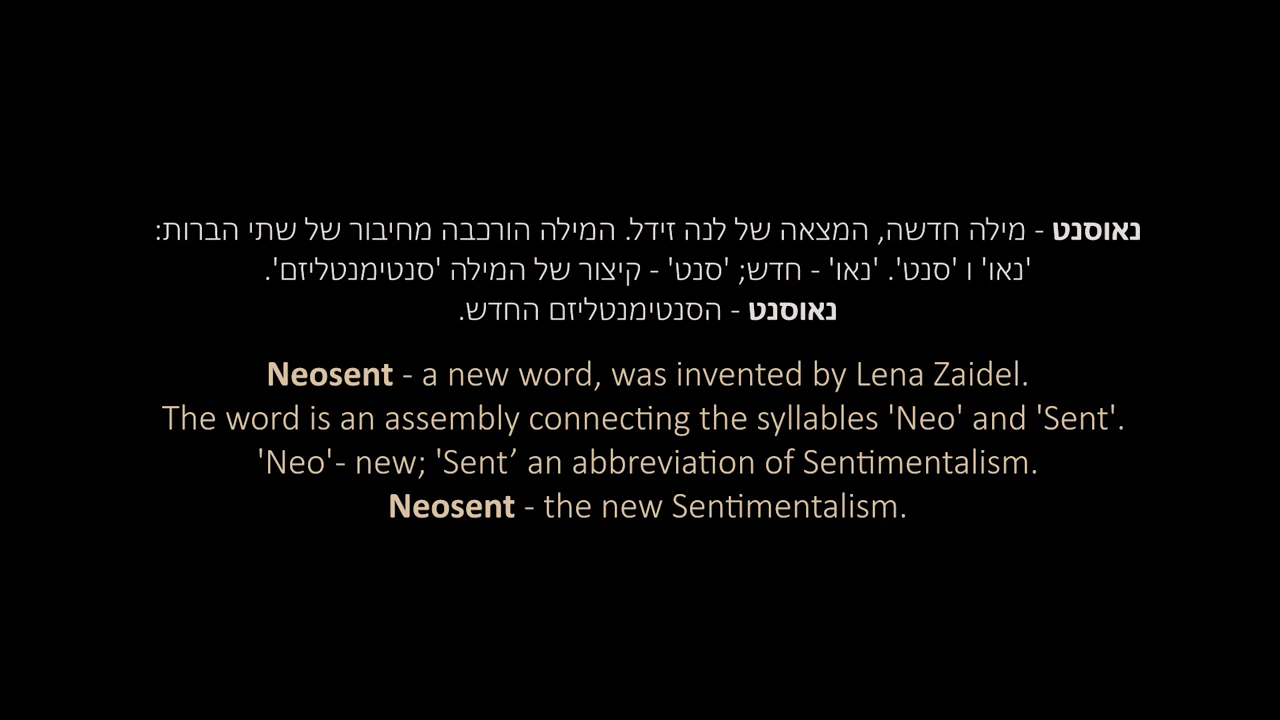 נאוסנט - מילה חדשה, המצאה של לנה זידל. המילה הורכבה מחיבור של שתי הברות:
'נאו' ו 'סנט'. 'נאו' - חדש; 'סנט' - קיצור של המילה 'סנטימנטליזם'.
נאוסנט - הסנטימנטליזם החדש.
Neosent - a new word, was invented by Lena Zaidel.
The word is an assembly connecting the syllables 'Neo' and 'Sent'.
'Neo'- new; 'Sent’ an abbreviation of Sentimentalism.
Neosent - the new Sentimentalism.